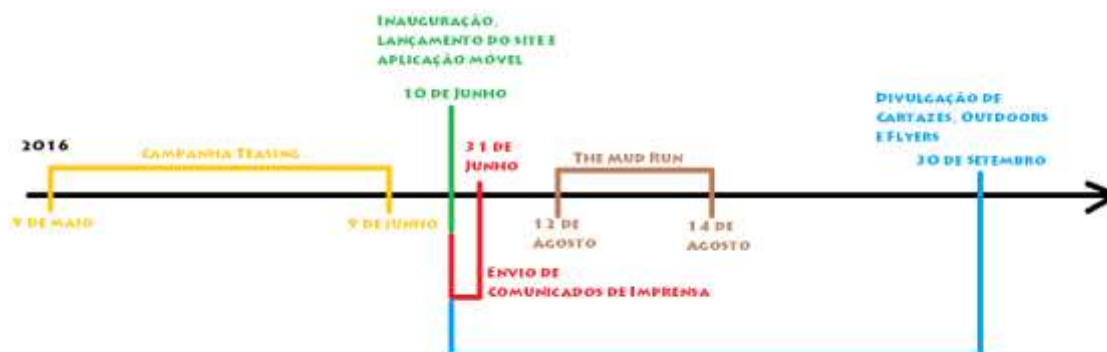 Inauguração,
Lançamento do site e
aplicação móvel
10 de Junho
2016
Campanha Teasing
31 de
Junho
The Mud Run
Divulgação de
cartazes, Outdoors
e Flyers
30 de Setembro
9 de maio
9 de junho
12 de
Agosto
14 de
Agosto
Envio de
Comunicados de Imprensa